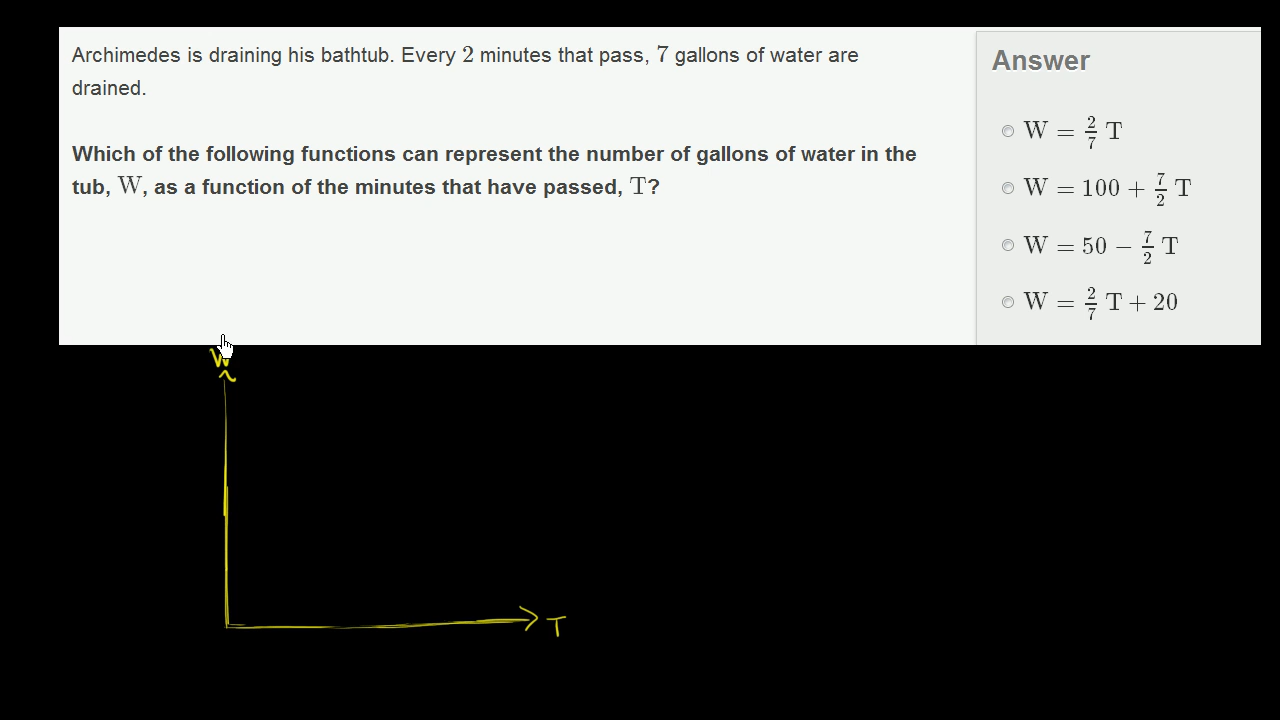 Archimedes is draining his bathtub. Every 2 minutes that pass, 7 gallons of water are
drained.
Which of the following functions can represent the number of gallons of water in the
tub, W, as a function of the minutes that have passed, T?
Answer
W = 2/7 T
W = 100 + 7/2 T
W = 50 − 7/2 T
W = 2/7 T + 20
W
T